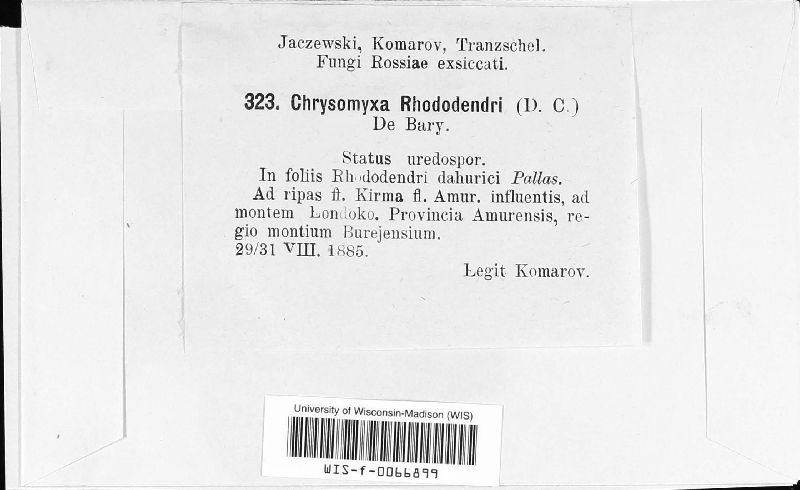 Jaczewski, Komarov, Tranzschel.
Fungi Rossiae exsiccati.
323. Chrysomyxa Rhododendri (D. C.)
De Bary.
Status uredospor.
In foliis Rhododendri dahurici Pallas.
Ad ripas fl. Kirma fl. Amur. influentis, ad
montem Londoko. Provincia Amurensis, re-
gio montium Burejensium.
29/31 VIII. 1885.
Legit Komarov.
University of Wisconsin-Madison (WIS)
WIS-f-0066899